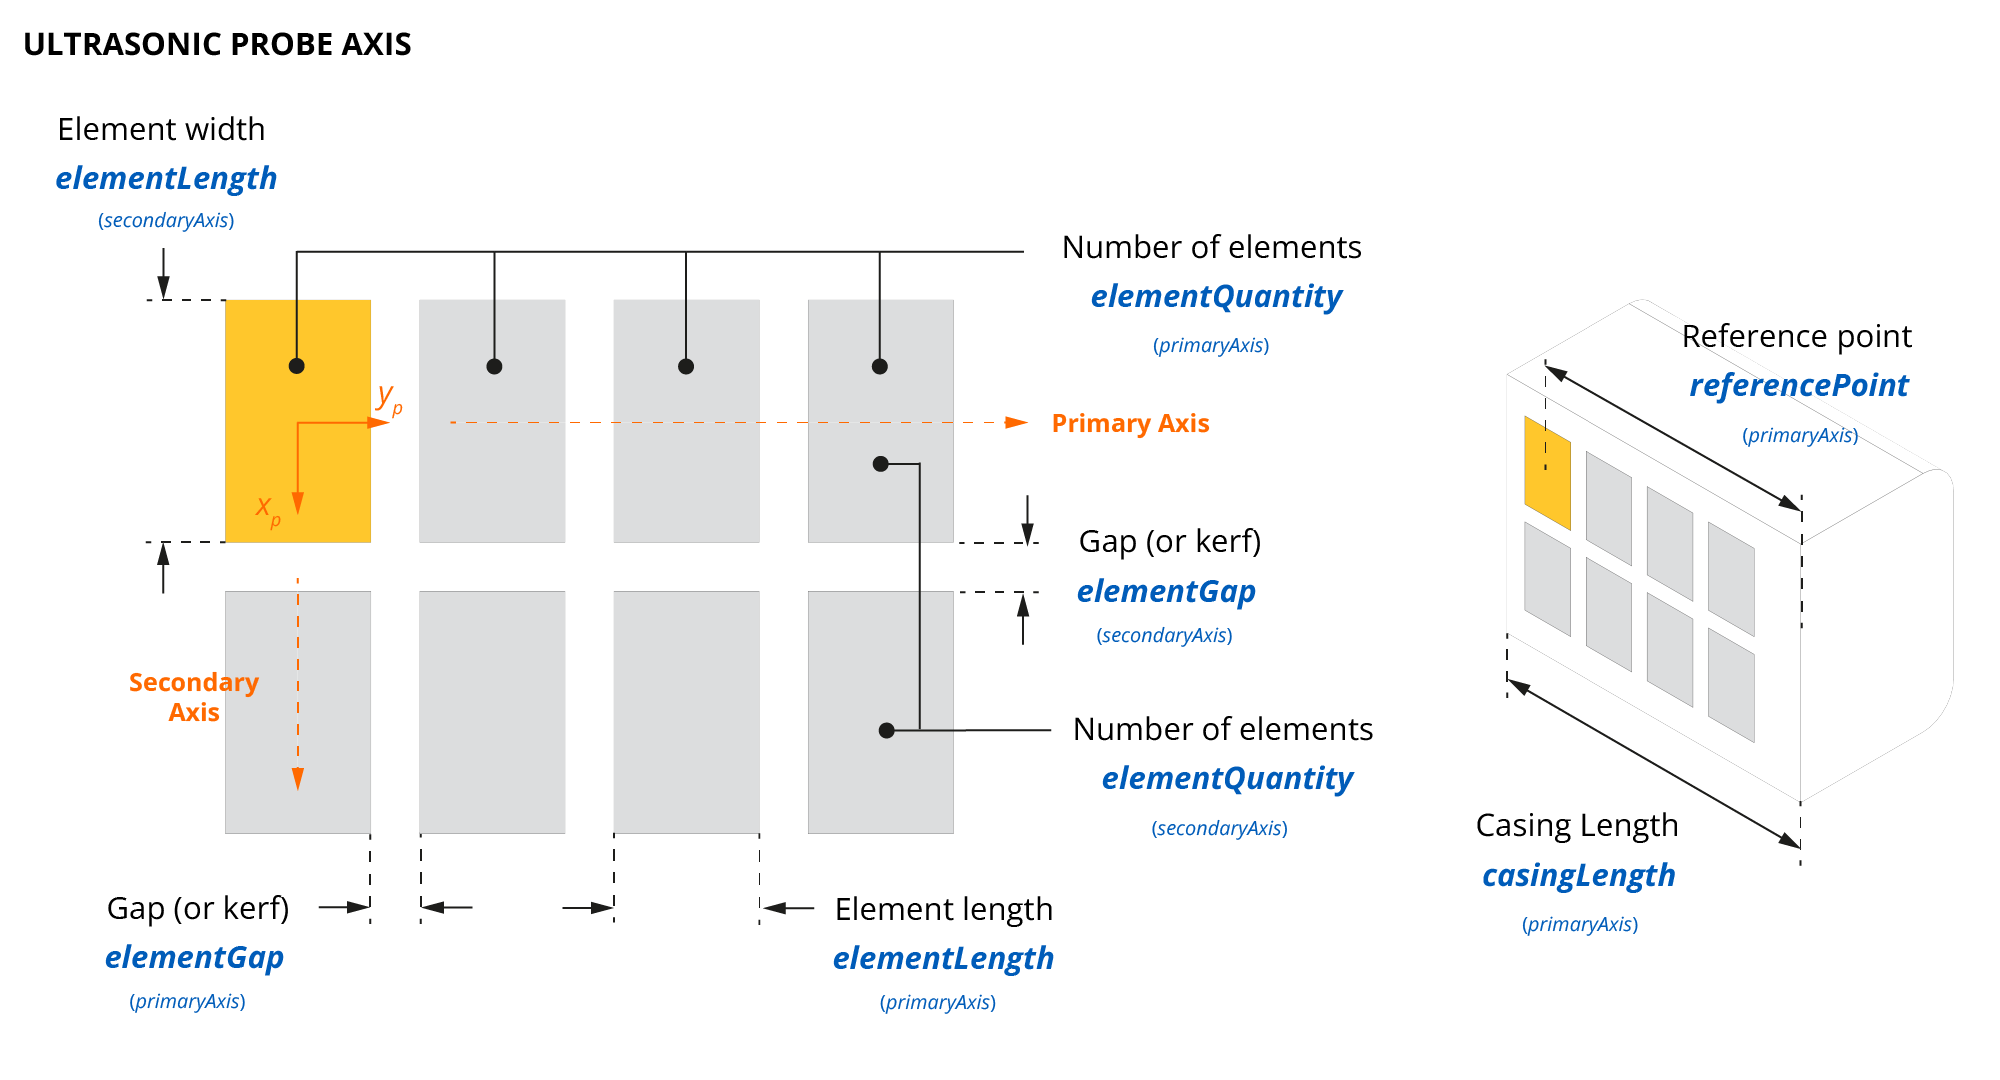 ULTRASONIC PROBE AXIS
Element width
elementLength
(secondaryAxis)
Number of elements
elementQuantity
(primaryAxis)
yp
Primary Axis
xp
Gap (or kerf)
elementGap
(secondaryAxis)
Secondary
Axis
Number of elements
elementQuantity
(secondaryAxis)
Gap (or kerf)
elementGap
(primaryAxis)
Element length
elementLength
(primaryAxis)
Reference point
referencePoint
(primaryAxis)
Casing Length
casingLength
(primaryAxis)